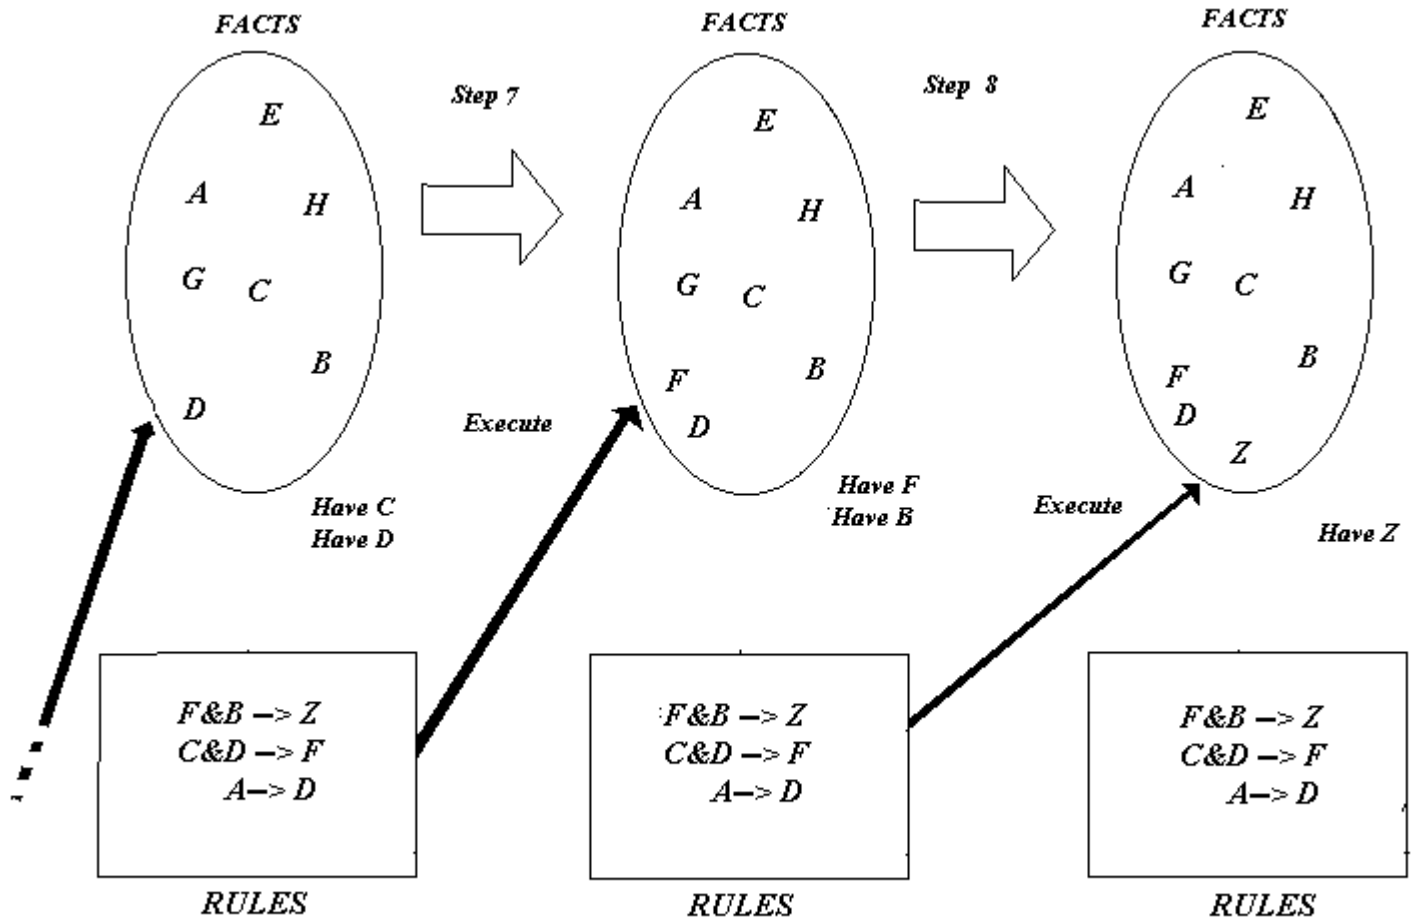 FACTS
E
A
H
G
C
B
D
Have C
Have D
F&B --> Z
C&D --> F
A--> D
RULES
Step 7
Execute
FACTS
E
A
H
G
C
F
B
D
Have F
Have B
F&B --> Z
C&D --> F
A--> D
RULES
Step 8
Execute
FACTS
E
A
H
G
C
B
F
D
Z
Have Z
F&B --> Z
C&D --> F
A--> D
RULES